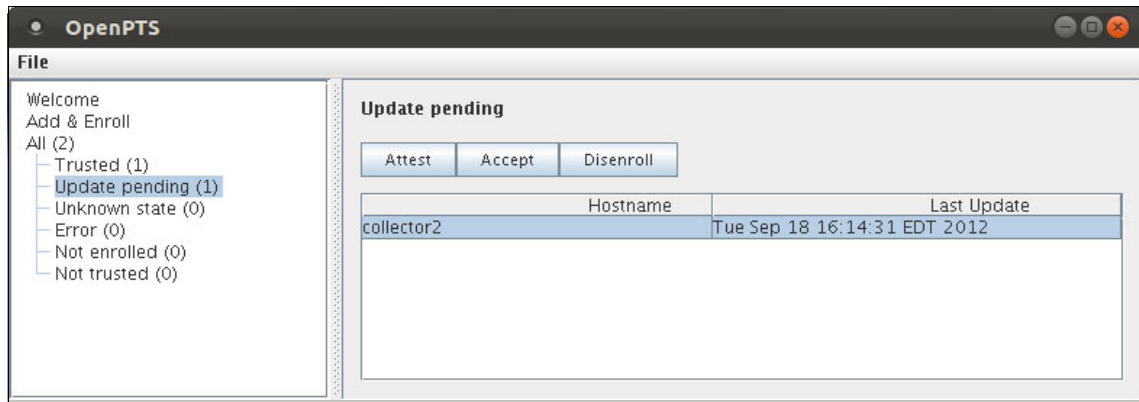 OpenPTS
File
Welcome
Add & Enroll
All (2)
Trusted (1)
Update pending (1)
Unknown state (0)
Error (0)
Not enrolled (0)
Not trusted (0)
Update pending
Attest Accept Disenroll
Hostname Last Update
collector2 Tue Sep 18 16:14:31 EDT 2012